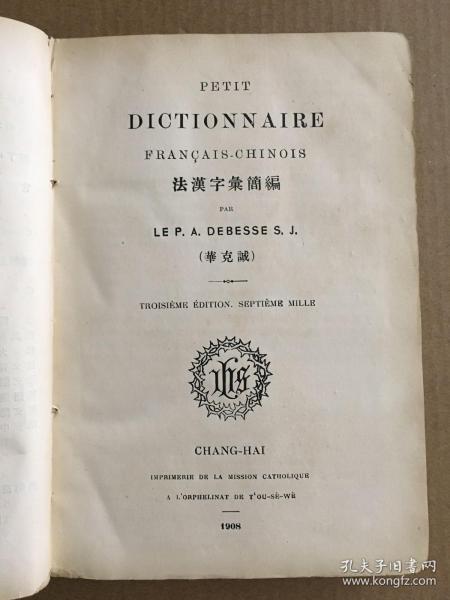 PETIT
DICTIONNAIRE
FRANÇAIS-CHINOIS
法漢字彙簡編
PAR
LE P. A. DEBESSE S. J.
(華克誠)
TROISIÈME ÉDITION. SEPTIÈME MILLE
IHS
CHANG-HAI
IMPRIMERIE DE LA MISSION CATHOLIQUE
A L'ORPHELINAT DE T'OU-SÈ-WÈ
1908
孔夫子旧书网
www.kongfz.com